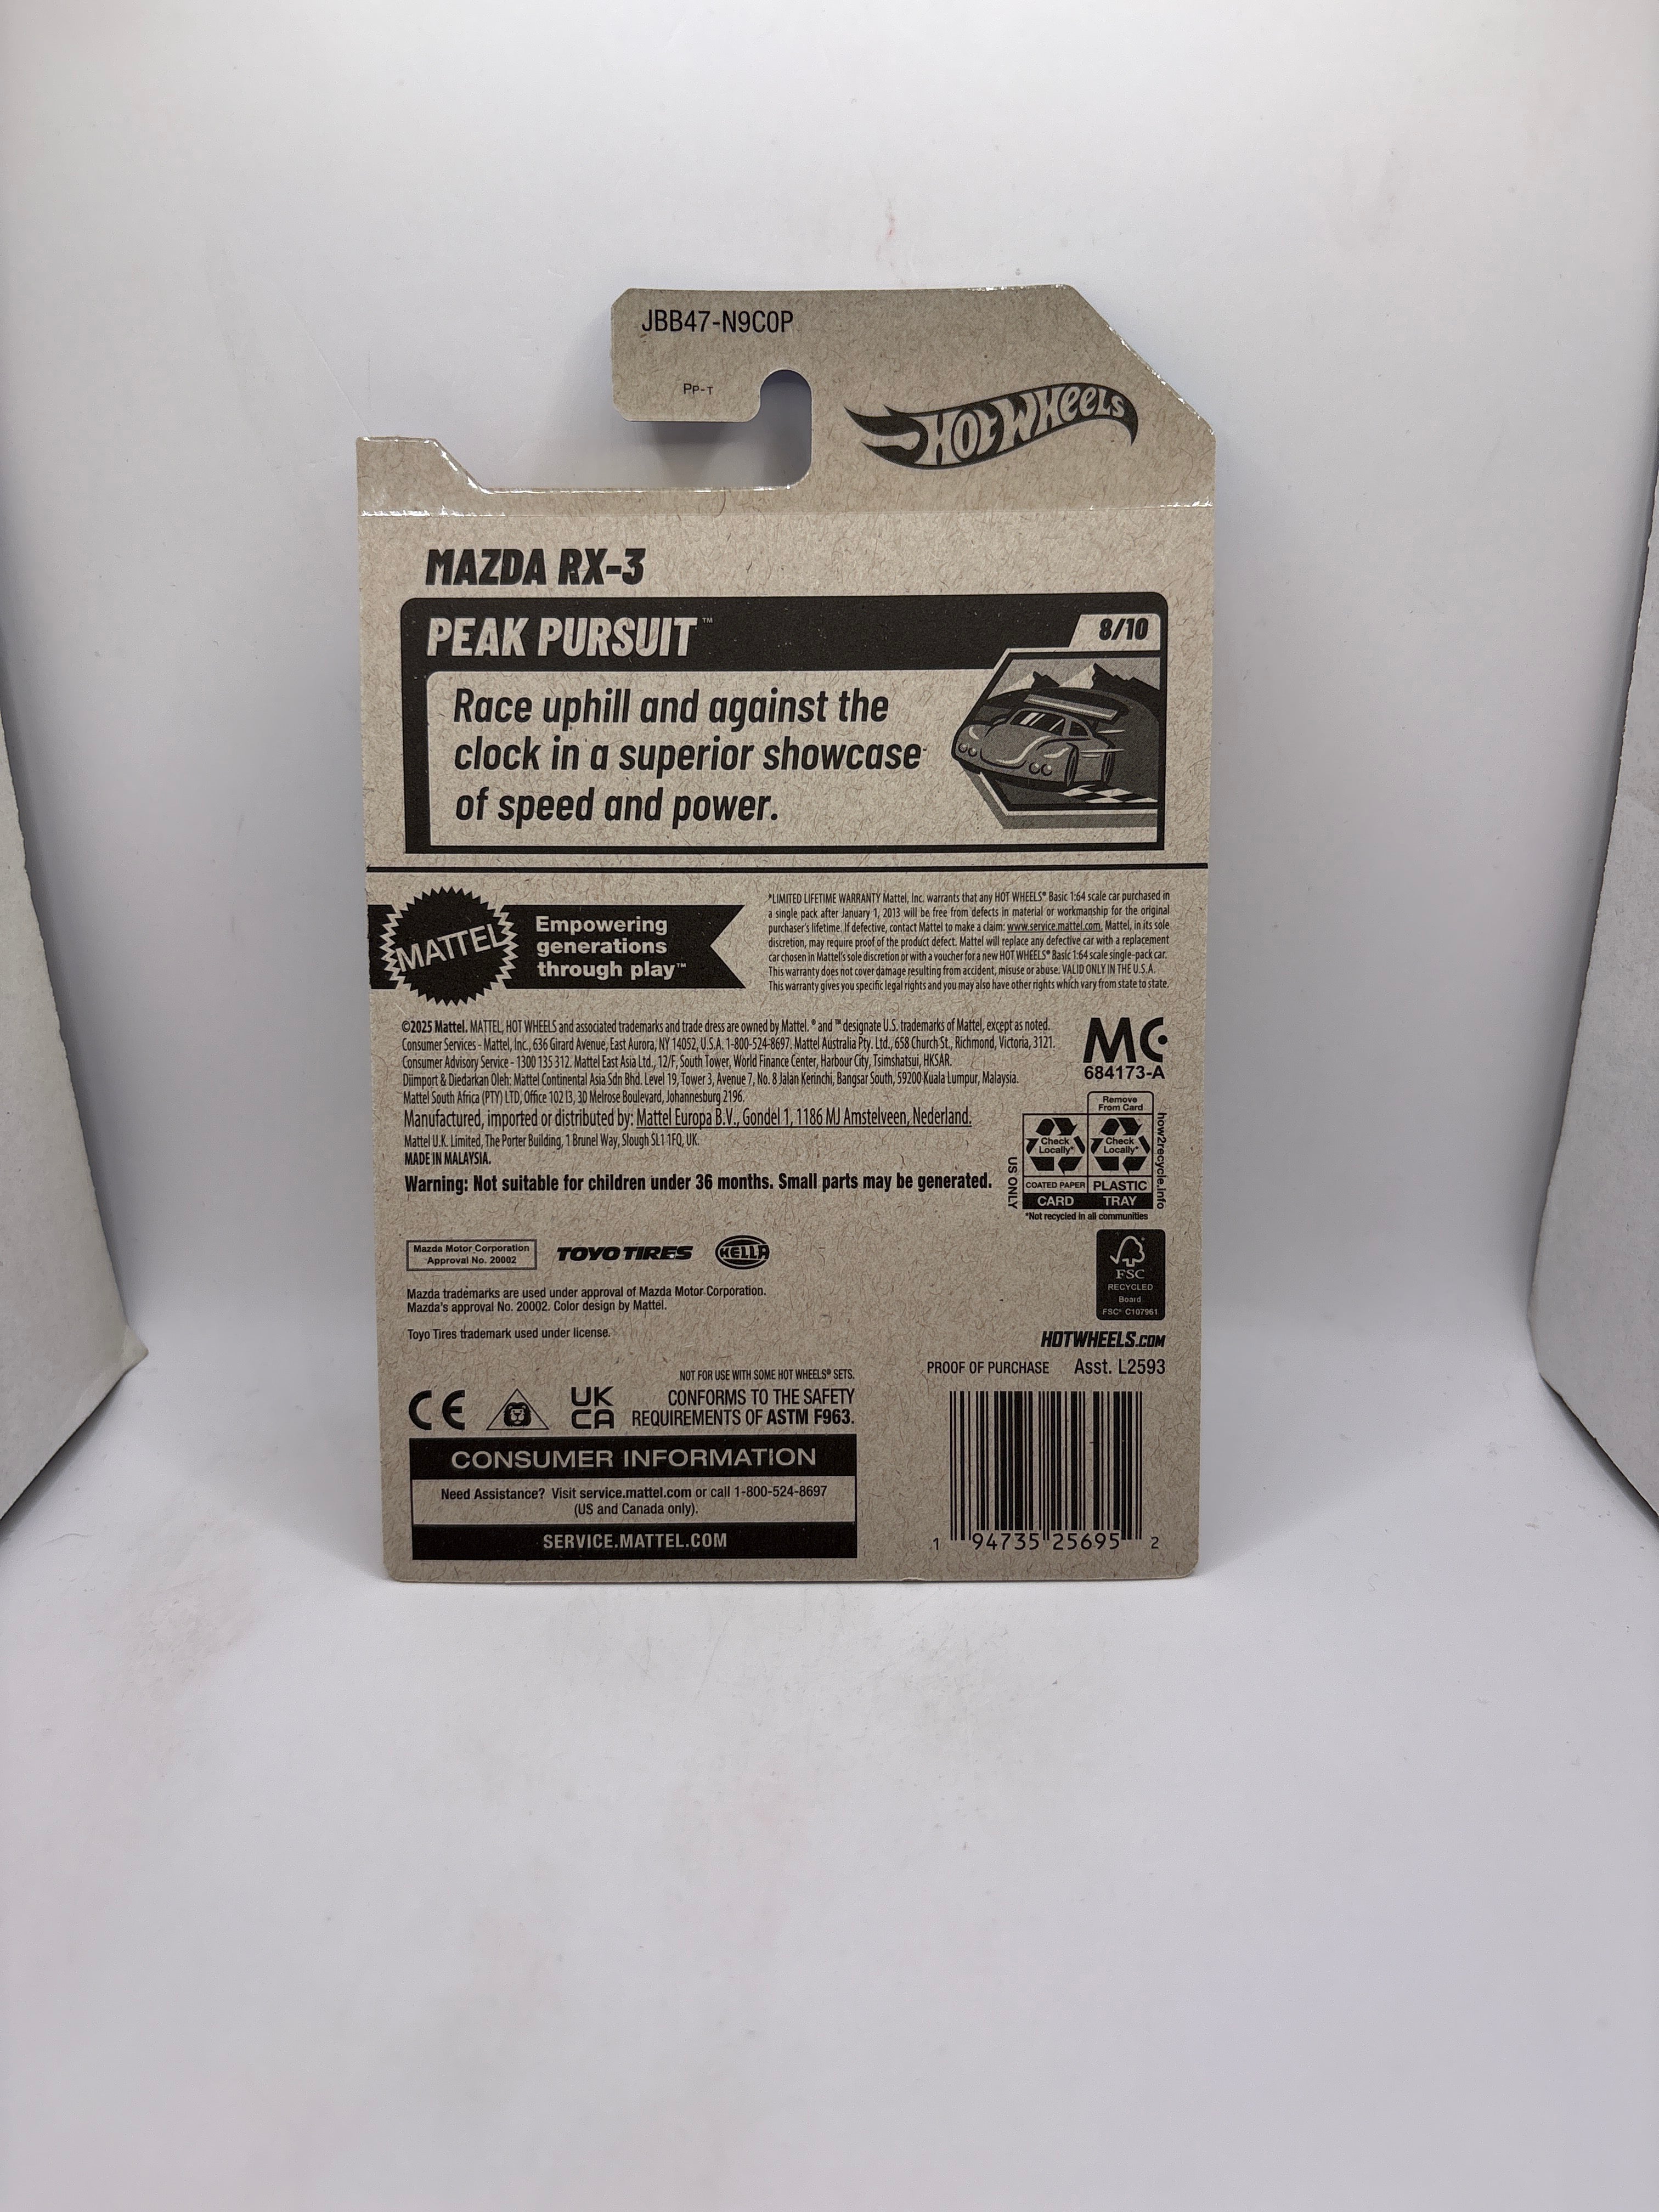 JBB47-N9C0P
PP-T
HOT WHEELS
MAZDA RX-3
PEAK PURSUIT™
8/10
Race uphill and against the
clock in a superior showcase
of speed and power.
MATTEL
Empowering
generations
through play™
*LIMITED LIFETIME WARRANTY Mattel, Inc. warrants that any HOT WHEELS® Basic 1:64 scale car purchased in
a single pack after January 1, 2013 will be free from defects in material or workmanship for the original
purchaser's lifetime. If defective, contact Mattel to make a claim: www.service.mattel.com. Mattel, in its sole
discretion, may require proof of the product defect. Mattel will replace any defective car with a replacement
car chosen in Mattel's sole discretion or with a voucher for a new HOT WHEELS® Basic 1:64 scale single-pack car.
This warranty does not cover damage resulting from accident, misuse or abuse. VALID ONLY IN THE U.S.A.
This warranty gives you specific legal rights and you may also have other rights which vary from state to state.
©2025 Mattel. MATTEL, HOT WHEELS and associated trademarks and trade dress are owned by Mattel. ® and ™ designate U.S. trademarks of Mattel, except as noted.
Consumer Services - Mattel, Inc., 636 Girard Avenue, East Aurora, NY 14052, U.S.A. 1-800-524-8697. Mattel Australia Pty. Ltd., 658 Church St., Richmond, Victoria, 3121.
Consumer Advisory Service - 1300 135 312. Mattel East Asia Ltd., 12/F, South Tower, World Finance Center, Harbour City, Tsimshatsui, HKSAR.
Diimport & Diedarkan Oleh: Mattel Continental Asia Sdn Bhd. Level 19, Tower 3, Avenue 7, No. 8 Jalan Kerinchi, Bangsar South, 59200 Kuala Lumpur, Malaysia.
Mattel South Africa (PTY) LTD, Office 102 I3, 30 Melrose Boulevard, Johannesburg 2196.
Manufactured, imported or distributed by: Mattel Europa B.V., Gondel 1, 1186 MJ Amstelveen, Nederland.
Mattel U.K. Limited, The Porter Building, 1 Brunel Way, Slough SL1 1FQ, UK.
MADE IN MALAYSIA.
Warning: Not suitable for children under 36 months. Small parts may be generated.
MC
684173-A
Remove
From Card
Check
Locally*
Check
Locally*
COATED PAPER
PLASTIC
CARD
TRAY
US ONLY
how2recycle.info
*Not recycled in all communities
Mazda Motor Corporation
Approval No. 20002
TOYO TIRES
HELLA
Mazda trademarks are used under approval of Mazda Motor Corporation.
Mazda's approval No. 20002. Color design by Mattel.
Toyo Tires trademark used under license.
FSC
RECYCLED
Board
FSC® C107961
HOTWHEELS.COM
PROOF OF PURCHASE Asst. L2593
NOT FOR USE WITH SOME HOT WHEELS® SETS.
CE
UK
CA
CONFORMS TO THE SAFETY
REQUIREMENTS OF ASTM F963.
CONSUMER INFORMATION
Need Assistance? Visit service.mattel.com or call 1-800-524-8697
(US and Canada only).
SERVICE.MATTEL.COM
1 94735 25695 2